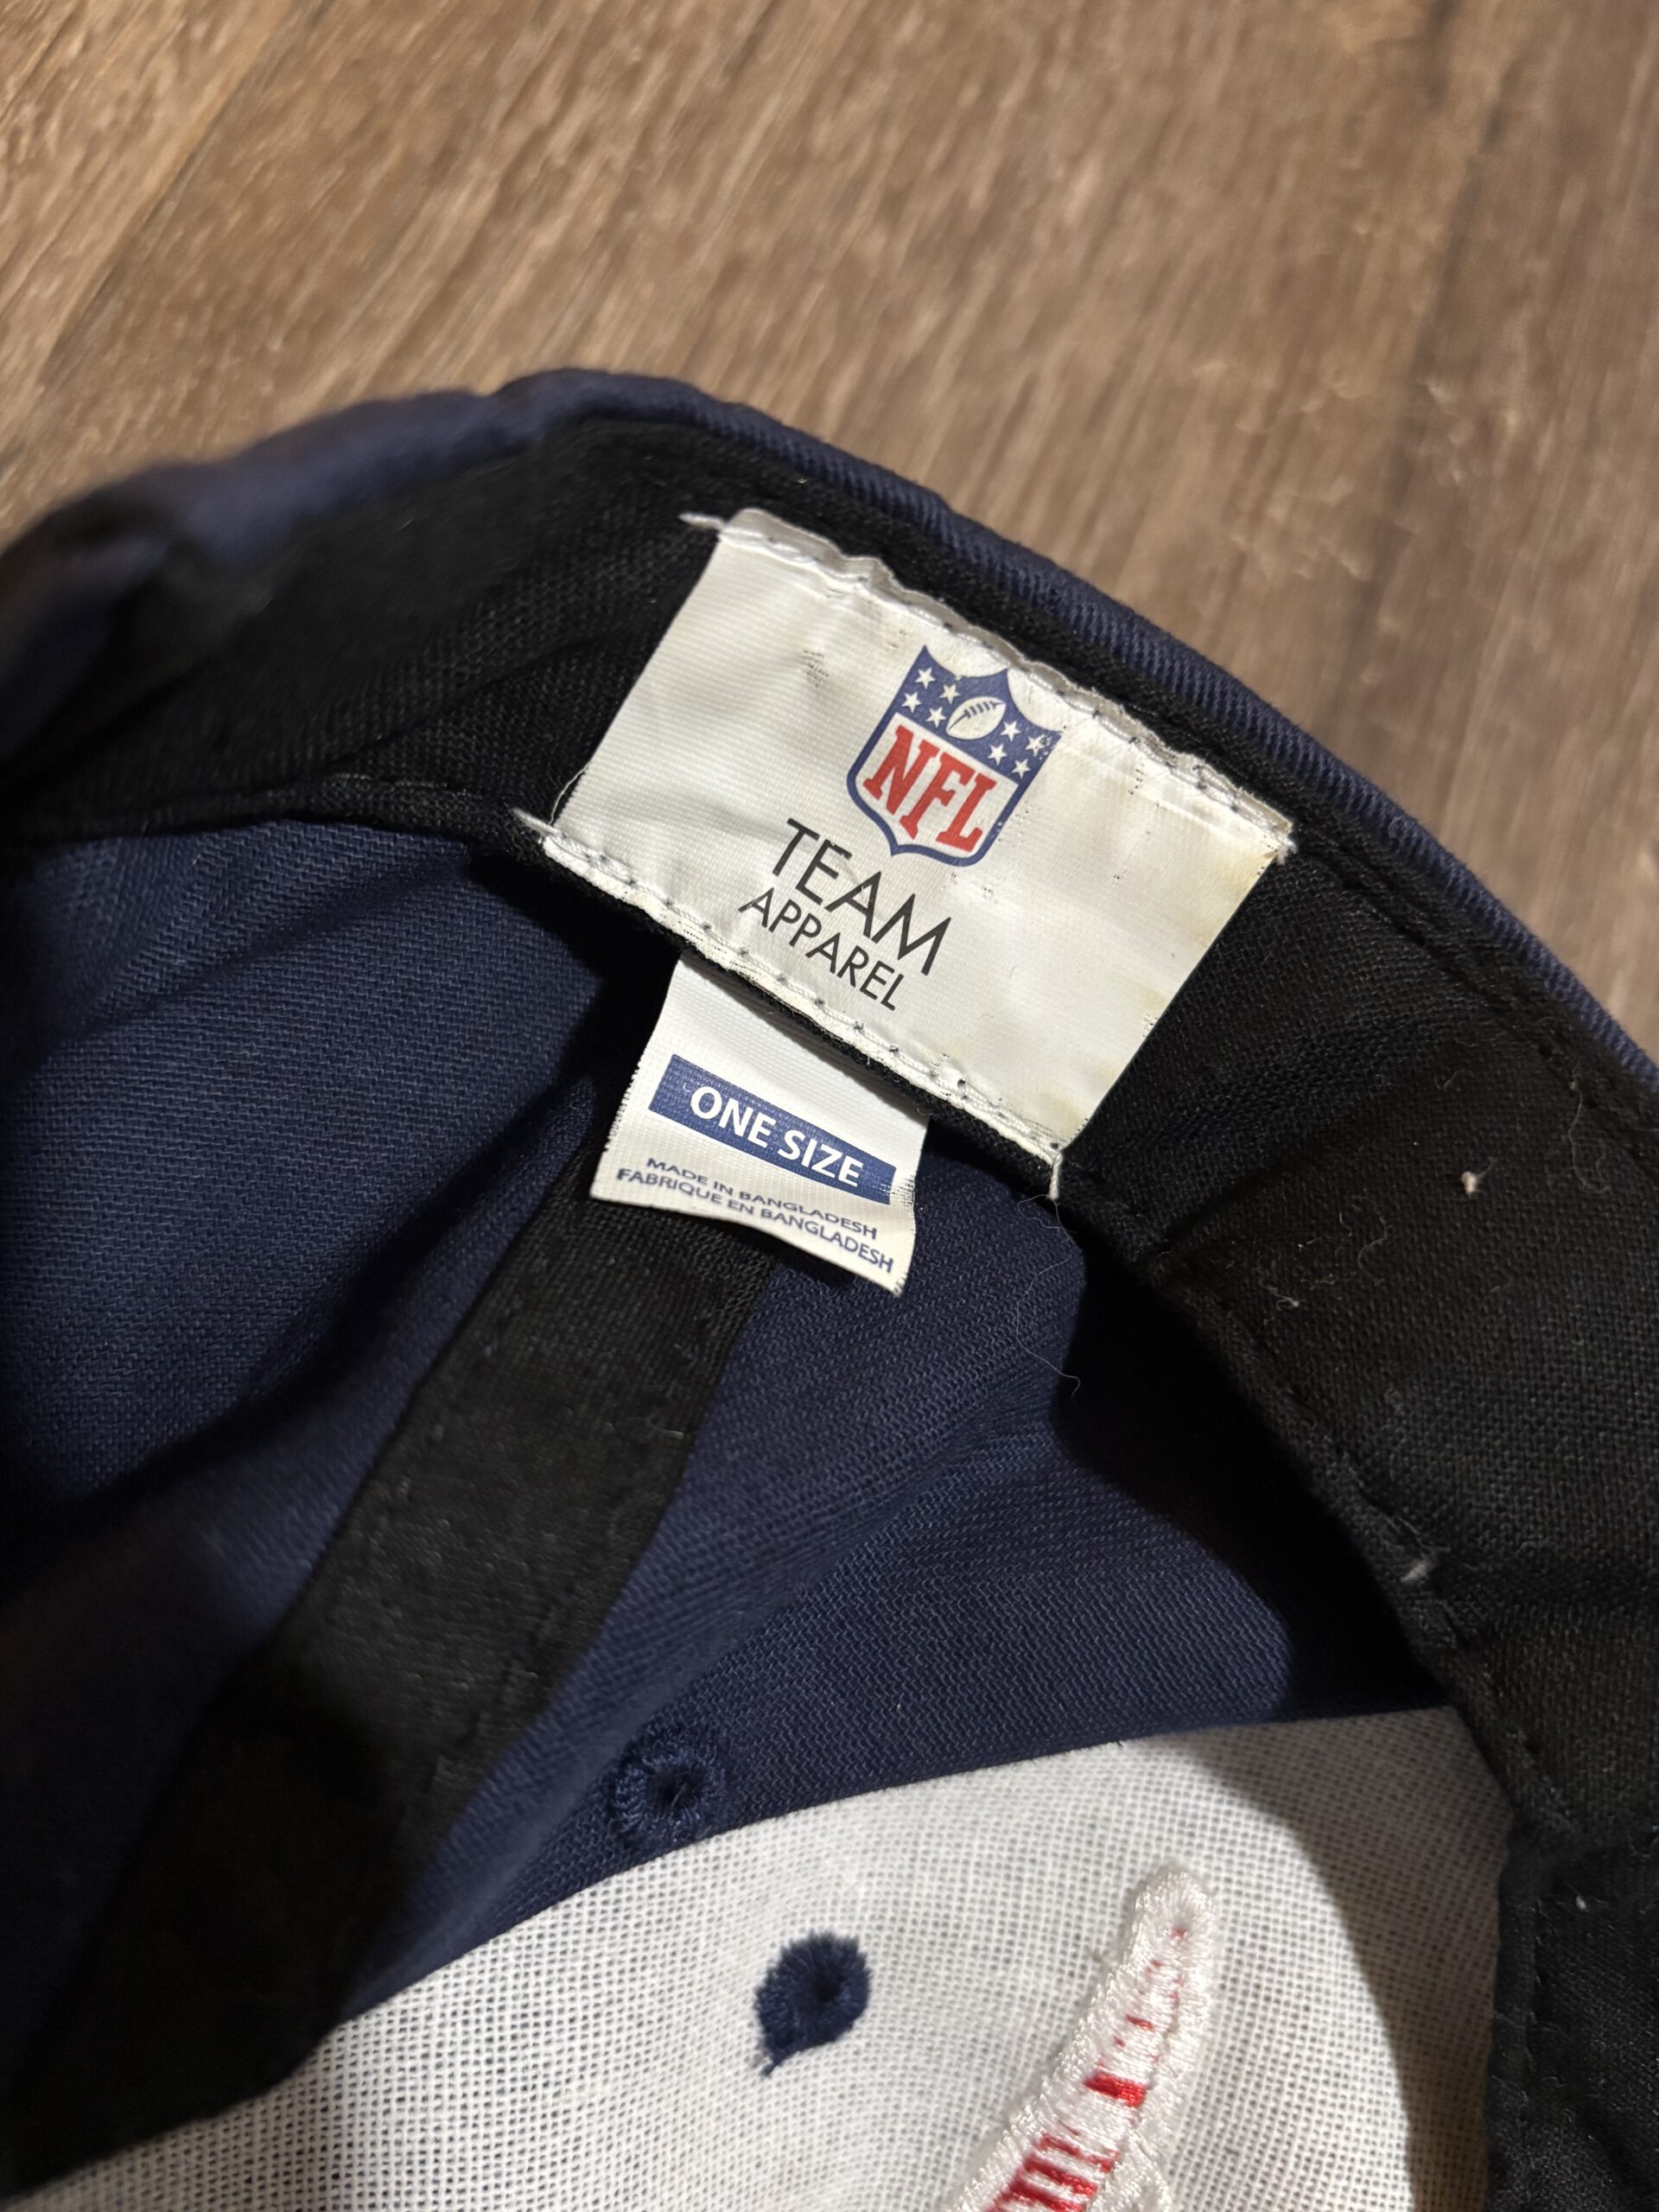 NFL
TEAM
APPAREL
ONE SIZE
MADE IN BANGLADESH
FABRIQUE EN BANGLADESH